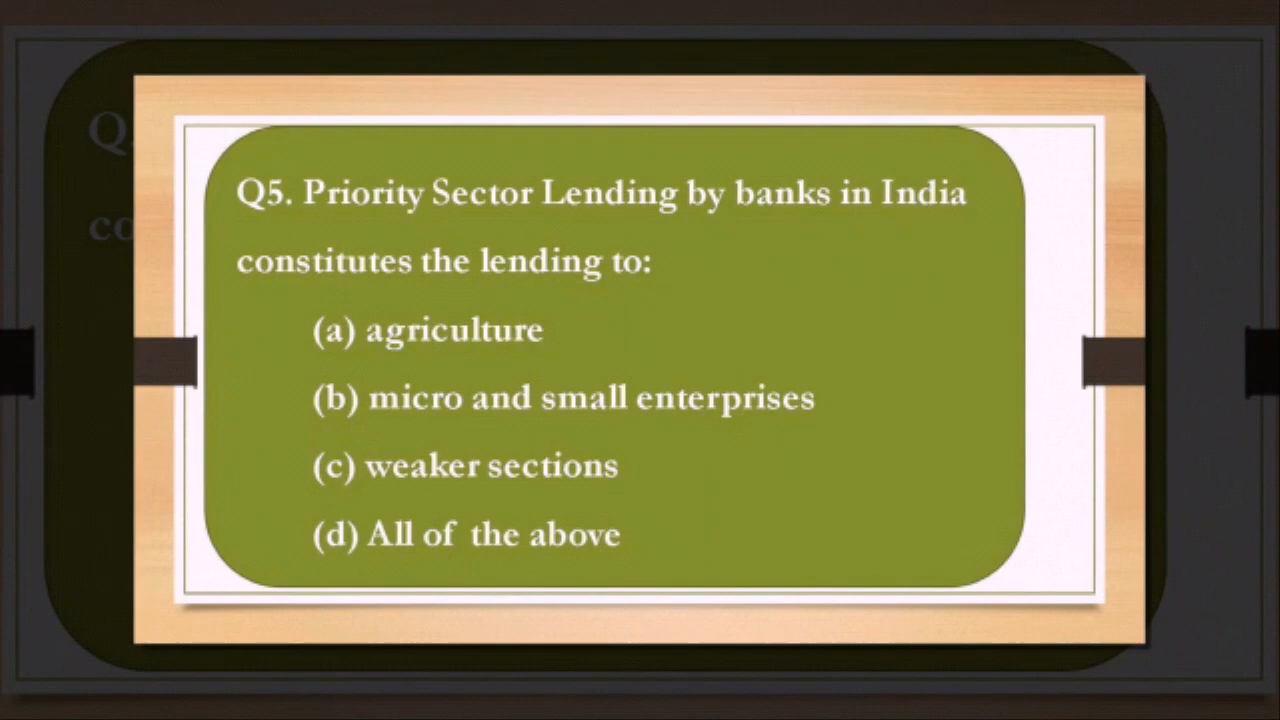 Q5. Priority Sector Lending by banks in India
constitutes the lending to:
(a) agriculture
(b) micro and small enterprises
(c) weaker sections
(d) All of the above
Q
co